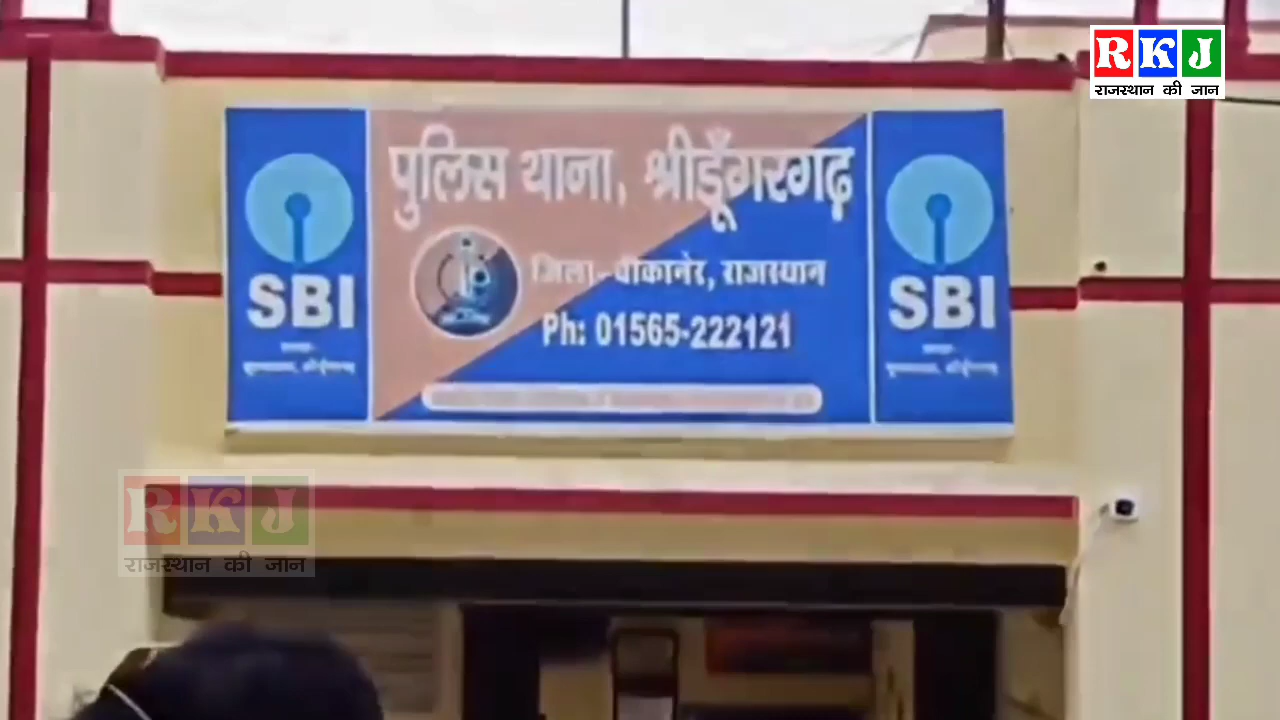 RKJ
राजस्थान की जान
पुलिस थाना, श्रीडूँगरगढ़
जिला-बीकानेर, राजस्थान
Ph: 01565-222121
SBI
SBI
RKJ
राजस्थान की जान